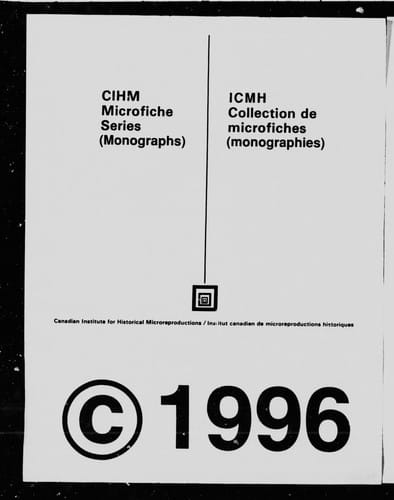 CIHM
Microfiche
Series
(Monographs)
ICMH
Collection de
microfiches
(monographies)
Canadian Institute for Historical Microreproductions / Institut canadien de microreproductions historiques
© 1996